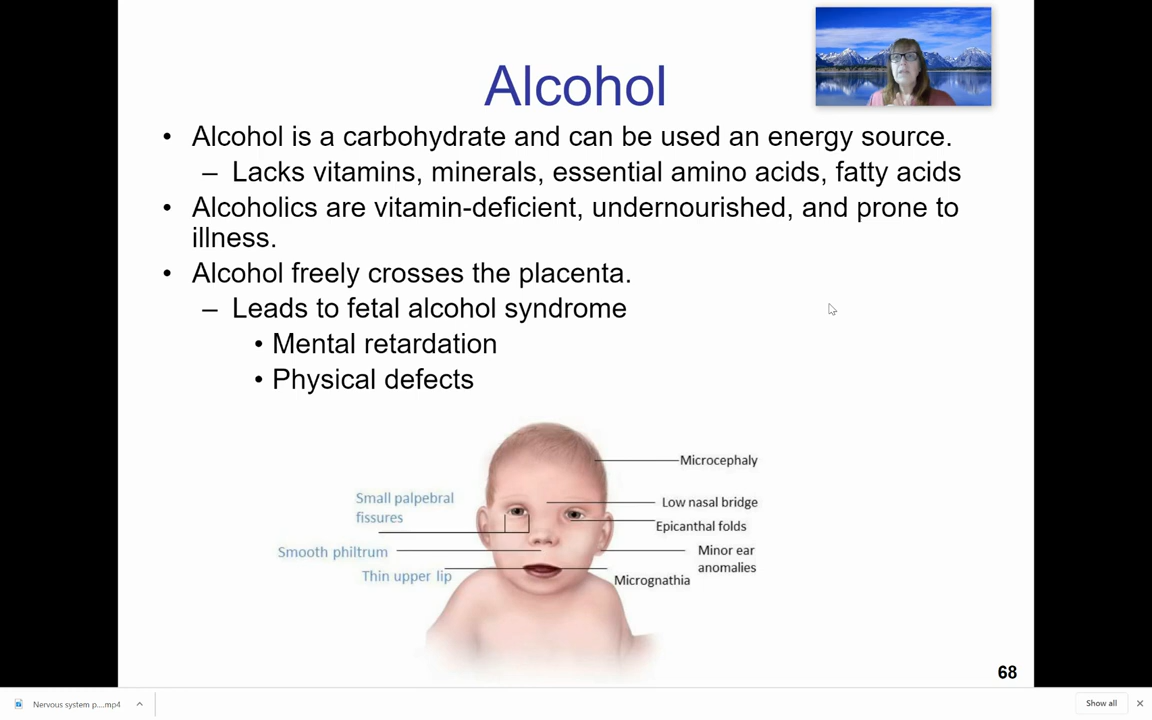 Alcohol
• Alcohol is a carbohydrate and can be used an energy source.
– Lacks vitamins, minerals, essential amino acids, fatty acids
• Alcoholics are vitamin-deficient, undernourished, and prone to
illness.
• Alcohol freely crosses the placenta.
– Leads to fetal alcohol syndrome
• Mental retardation
• Physical defects
Small palpebral
fissures
Smooth philtrum
Thin upper lip
Microcephaly
Low nasal bridge
Epicanthal folds
Minor ear
anomalies
Micrognathia
68
Nervous system p....mp4
Show all